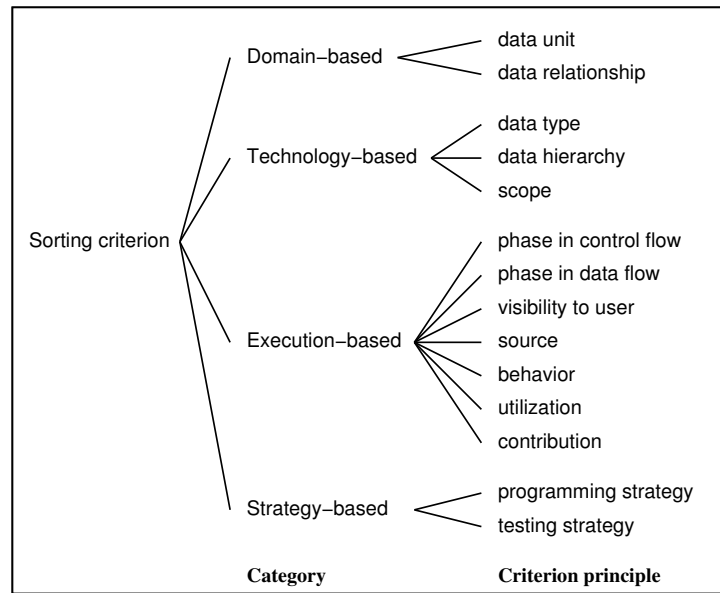 Sorting criterion
Domain−based
data unit
data relationship
Technology−based
data type
data hierarchy
scope
Execution−based
phase in control flow
phase in data flow
visibility to user
source
behavior
utilization
contribution
Strategy−based
programming strategy
testing strategy
Category
Criterion principle